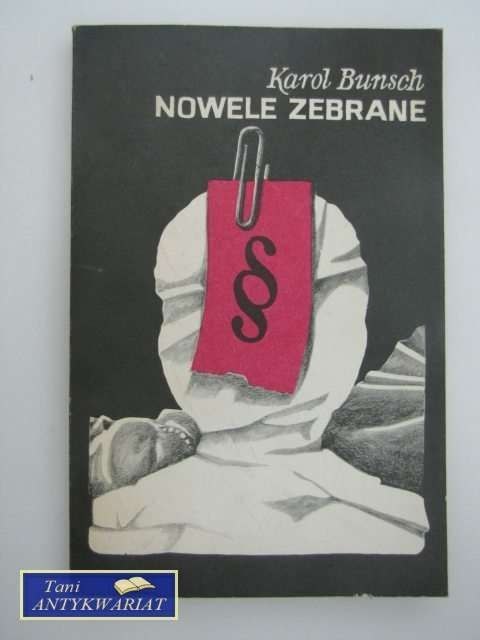 Karol Bunsch
NOWELE ZEBRANE
§
Tani
ANTYKWARIAT